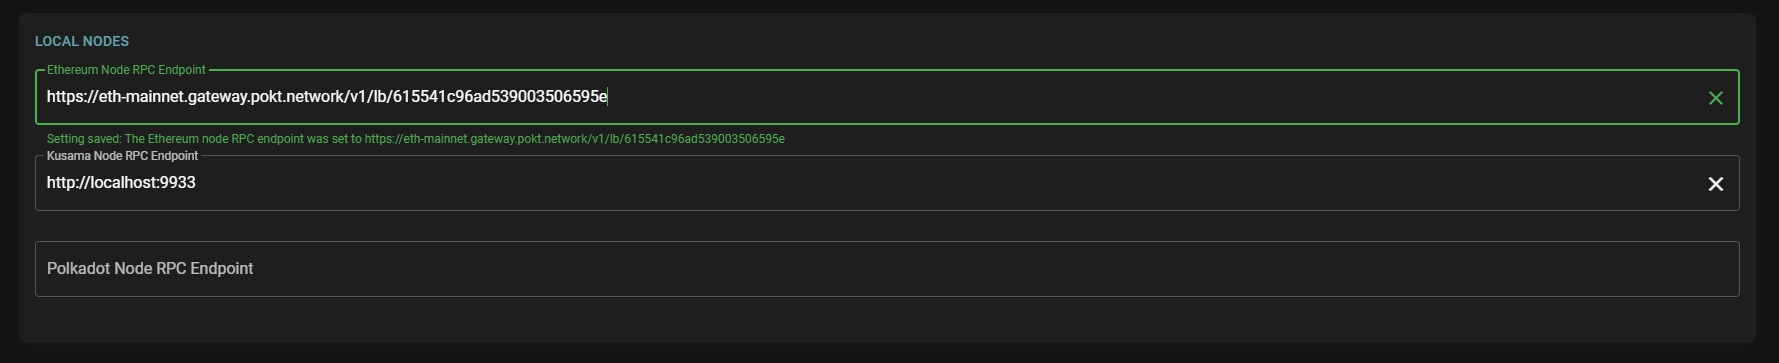 LOCAL NODES
Ethereum Node RPC Endpoint
https://eth-mainnet.gateway.pokt.network/v1/lb/615541c96ad539003506595e
Setting saved: The Ethereum node RPC endpoint was set to https://eth-mainnet.gateway.pokt.network/v1/lb/615541c96ad539003506595e
Kusama Node RPC Endpoint
http://localhost:9933
Polkadot Node RPC Endpoint